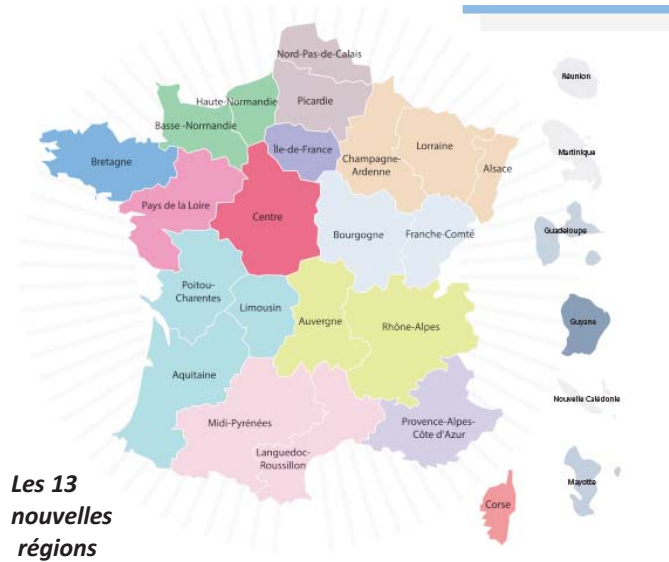 Nord-Pas-de-Calais
Picardie
Haute-Normandie
Basse -Normandie
Île-de-France
Champagne-
Ardenne
Lorraine
Alsace
Bretagne
Pays de la Loire
Centre
Bourgogne
Franche-Comté
Poitou-
Charentes
Limousin
Auvergne
Rhône-Alpes
Aquitaine
Midi-Pyrénées
Languedoc-
Roussillon
Provence-Alpes-
Côte d'Azur
Corse
Réunion
Martinique
Guadeloupe
Guyane
Nouvelle Calédonie
Mayotte
Les 13
nouvelles
régions